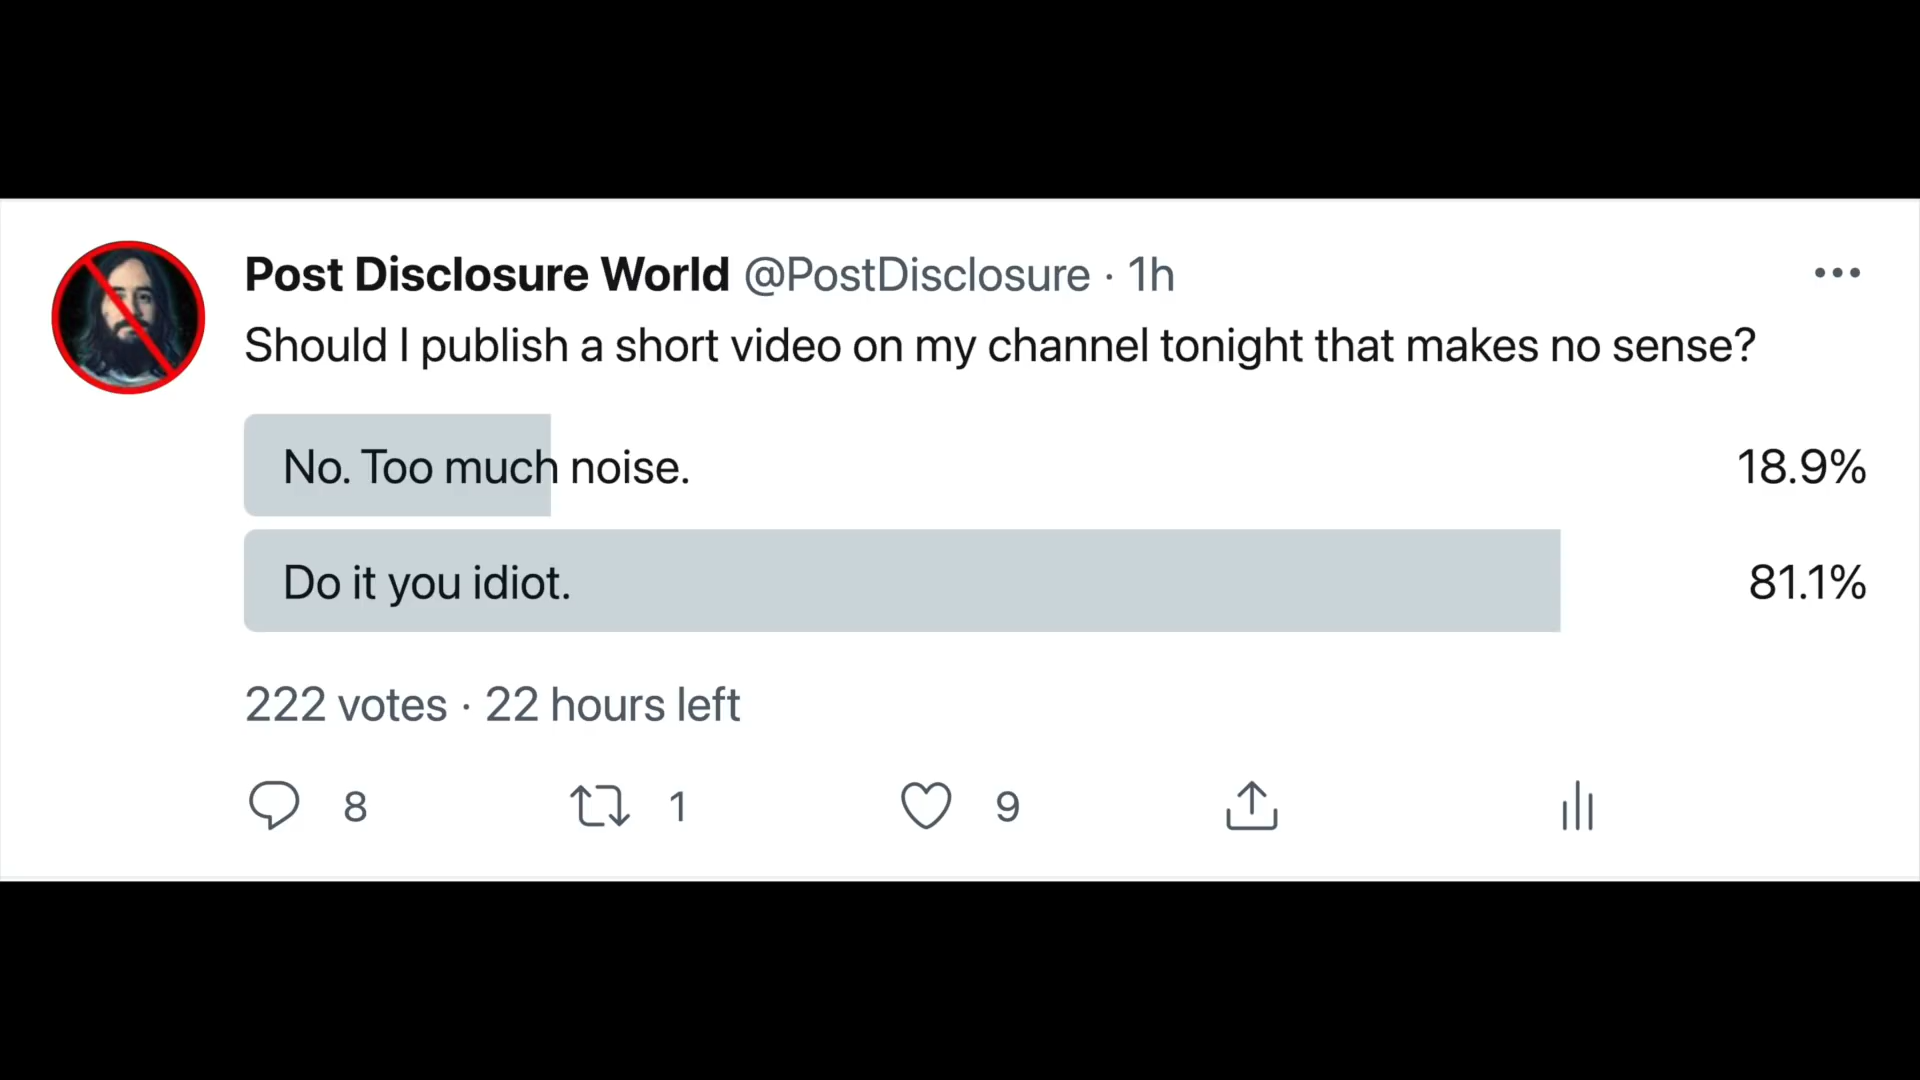 Post Disclosure World @PostDisclosure · 1h
Should I publish a short video on my channel tonight that makes no sense?
No. Too much noise. 18.9%
Do it you idiot. 81.1%
222 votes · 22 hours left
8 1 9